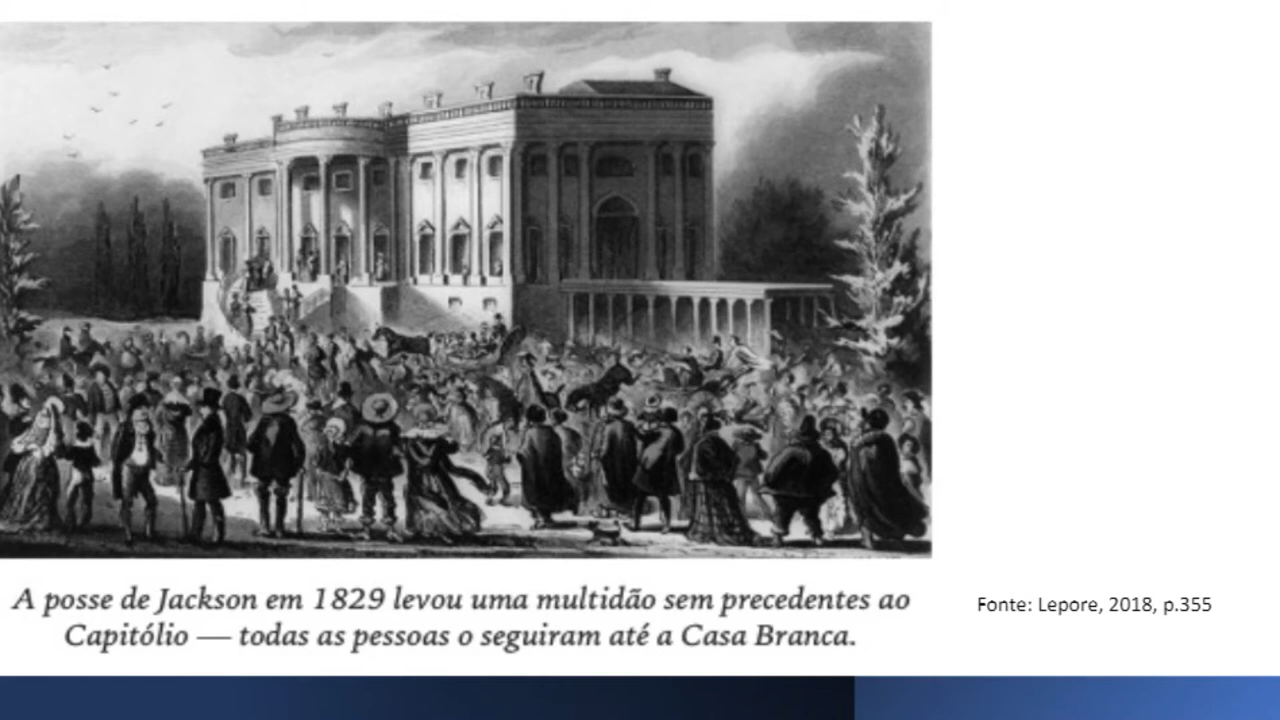 A posse de Jackson em 1829 levou uma multidão sem precedentes ao
Capitólio — todas as pessoas o seguiram até a Casa Branca.
Fonte: Lepore, 2018, p.355